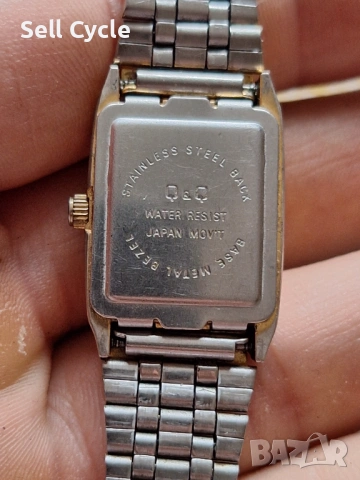 Sell Cycle
STAINLESS STEEL BACK
Q&Q
WATER RESIST
JAPAN MOV'T
BASE METAL BEZEL
BAZAR